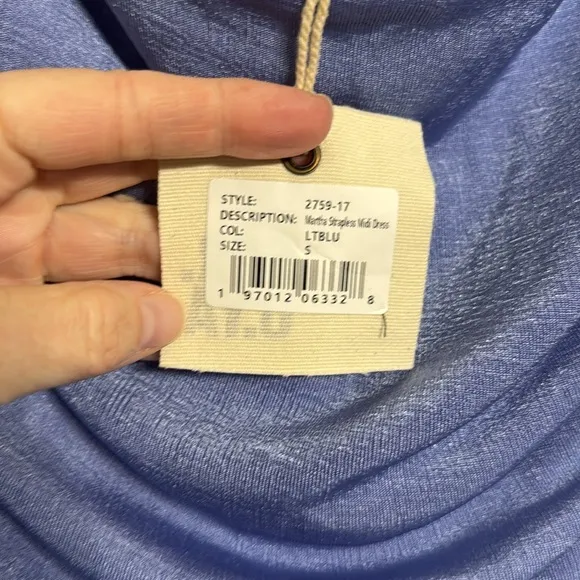 STYLE: 2759-17
DESCRIPTION: Martha Strapless Midi Dress
COL: LTBLU
SIZE: S
1 97012 06332 8